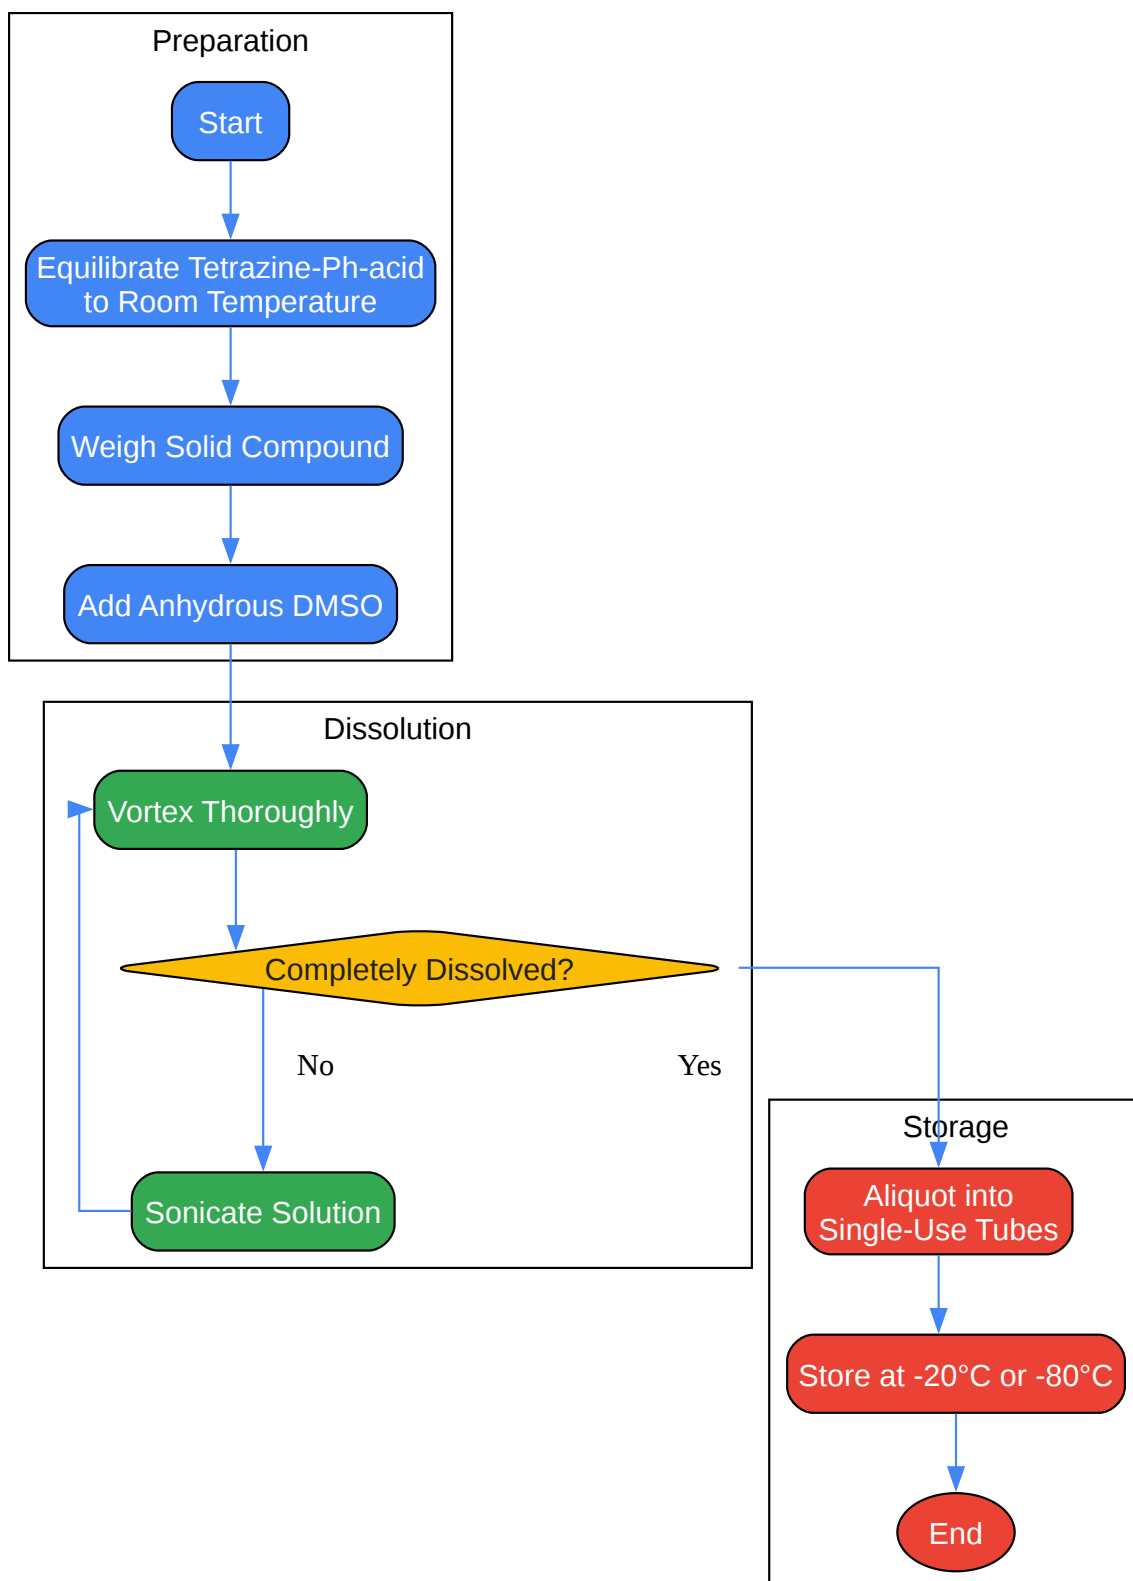 Preparation
Start
Equilibrate Tetrazine-Ph-acid
to Room Temperature
Weigh Solid Compound
Add Anhydrous DMSO
Dissolution
Vortex Thoroughly
Completely Dissolved?
No
Yes
Sonicate Solution
Storage
Aliquot into
Single-Use Tubes
Store at -20°C or -80°C
End